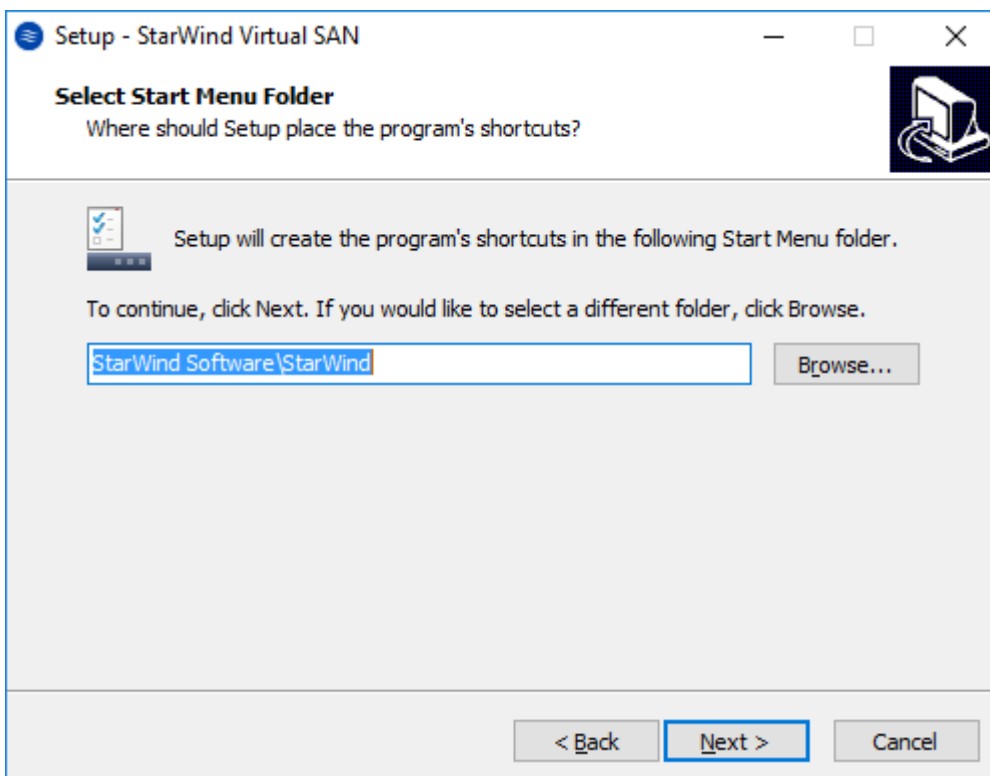 Setup - StarWind Virtual SAN
Select Start Menu Folder
Where should Setup place the program's shortcuts?
Setup will create the program's shortcuts in the following Start Menu folder.
To continue, click Next. If you would like to select a different folder, click Browse.
StarWind Software\StarWind
Browse...
< Back
Next >
Cancel